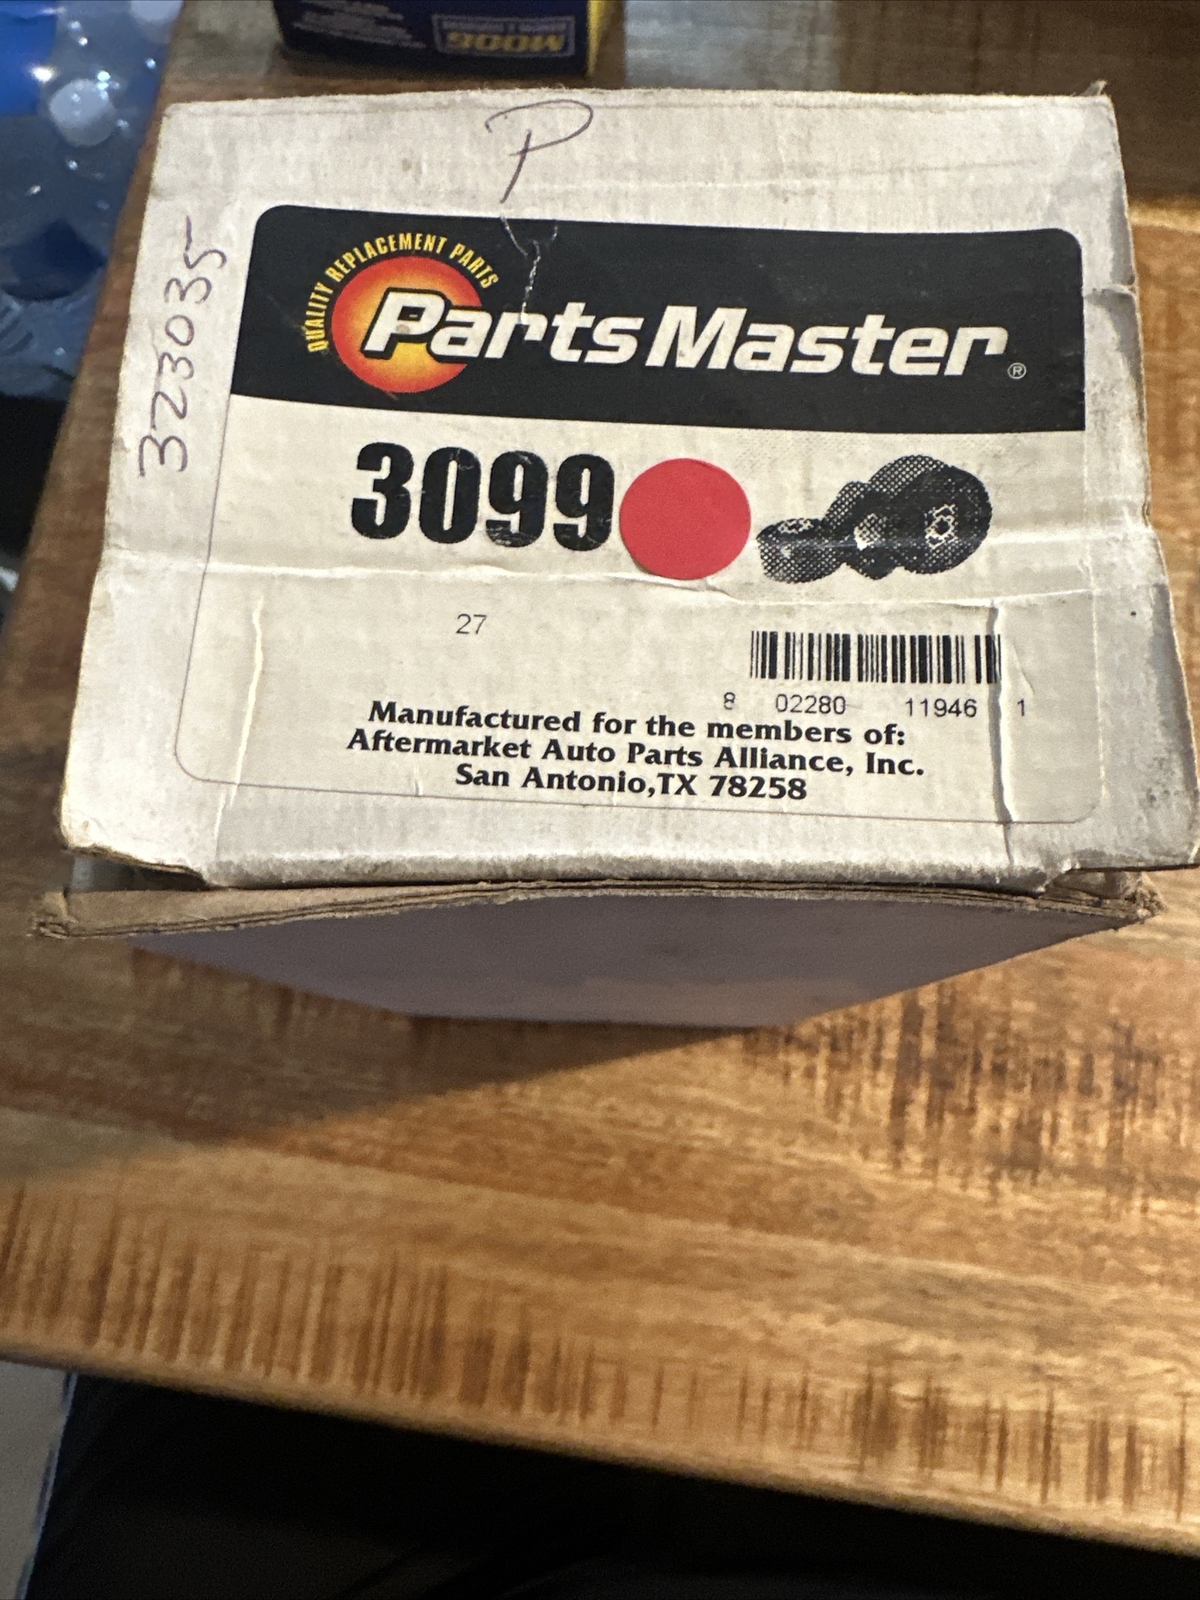 MOOG
P
QUALITY REPLACEMENT PARTS
PartsMaster®
323035
3099
27
8 02280 11946 1
Manufactured for the members of:
Aftermarket Auto Parts Alliance, Inc.
San Antonio,TX 78258